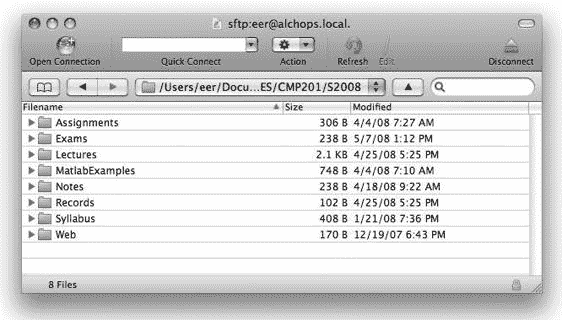 sftp:eer@alchops.local.
Open Connection Quick Connect Action Refresh Edit Disconnect
/Users/eer/Docu...ES/CMP201/S2008
Filename Size Modified
Assignments 306 B 4/4/08 7:27 AM
Exams 238 B 5/7/08 1:12 PM
Lectures 2.1 KB 4/25/08 5:25 PM
MatlabExamples 748 B 4/4/08 7:10 AM
Notes 238 B 4/18/08 9:22 AM
Records 102 B 4/25/08 5:25 PM
Syllabus 408 B 1/21/08 7:36 PM
Web 170 B 12/19/07 6:43 PM
8 Files